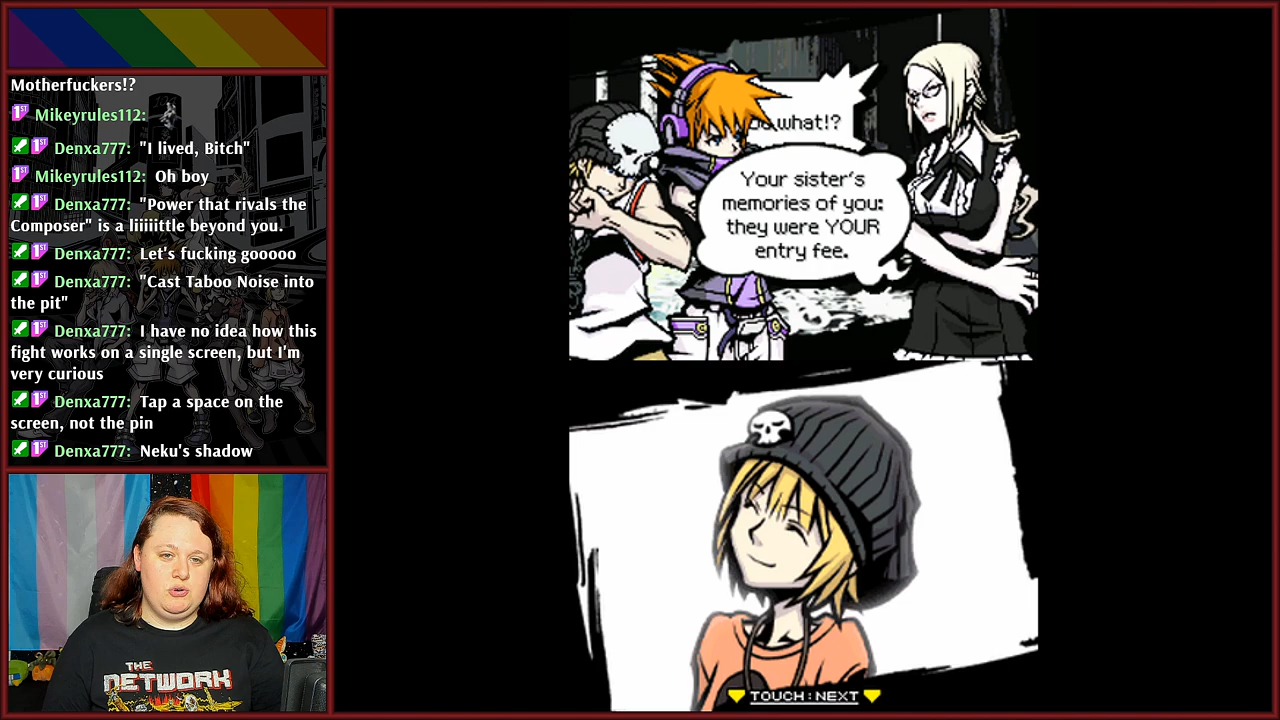 Motherfuckers!?
Mikeyrules112:
Denxa777: "I lived, Bitch"
Mikeyrules112: Oh boy
Denxa777: "Power that rivals the
Composer" is a liiiiittle beyond you.
Denxa777: Let's fucking gooooo
Denxa777: "Cast Taboo Noise into
the pit"
Denxa777: I have no idea how this
fight works on a single screen, but I'm
very curious
Denxa777: Tap a space on the
screen, not the pin
Denxa777: Neku's shadow
THE
NETWORK
what!?
Your sister's
memories of you:
they were YOUR
entry fee.
TOUCH:NEXT